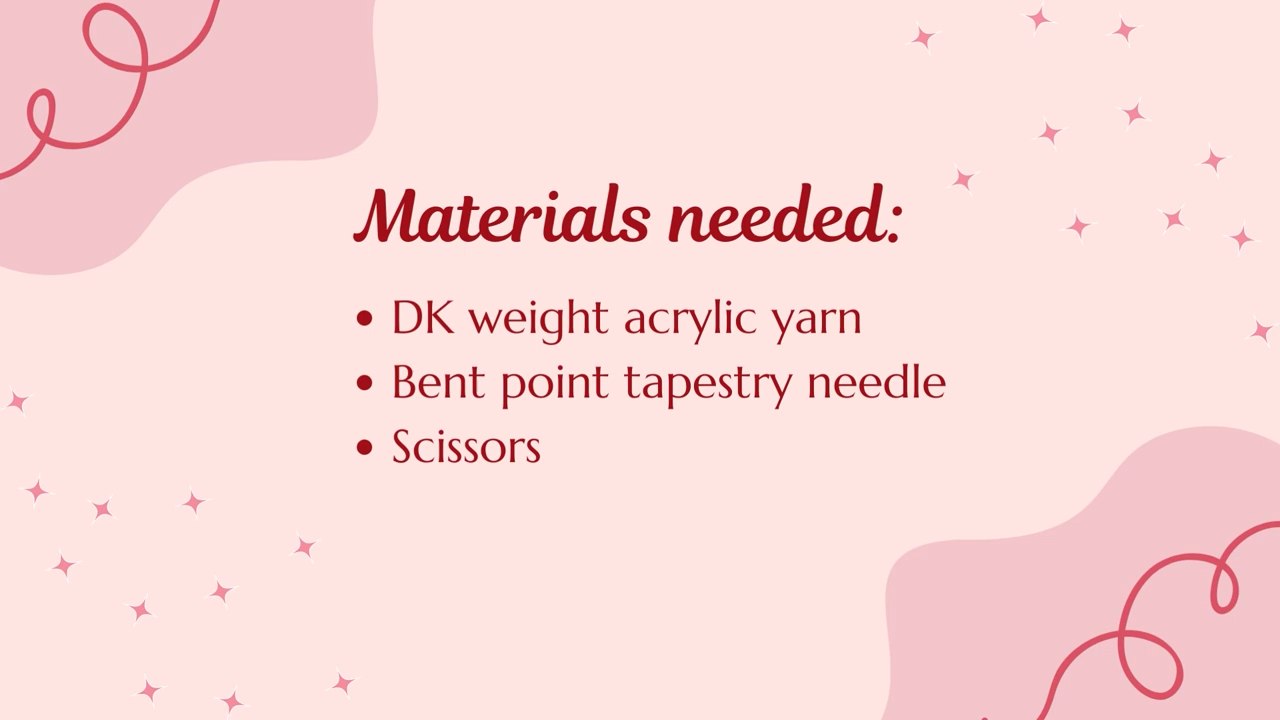 Materials needed:
• DK weight acrylic yarn
• Bent point tapestry needle
• Scissors